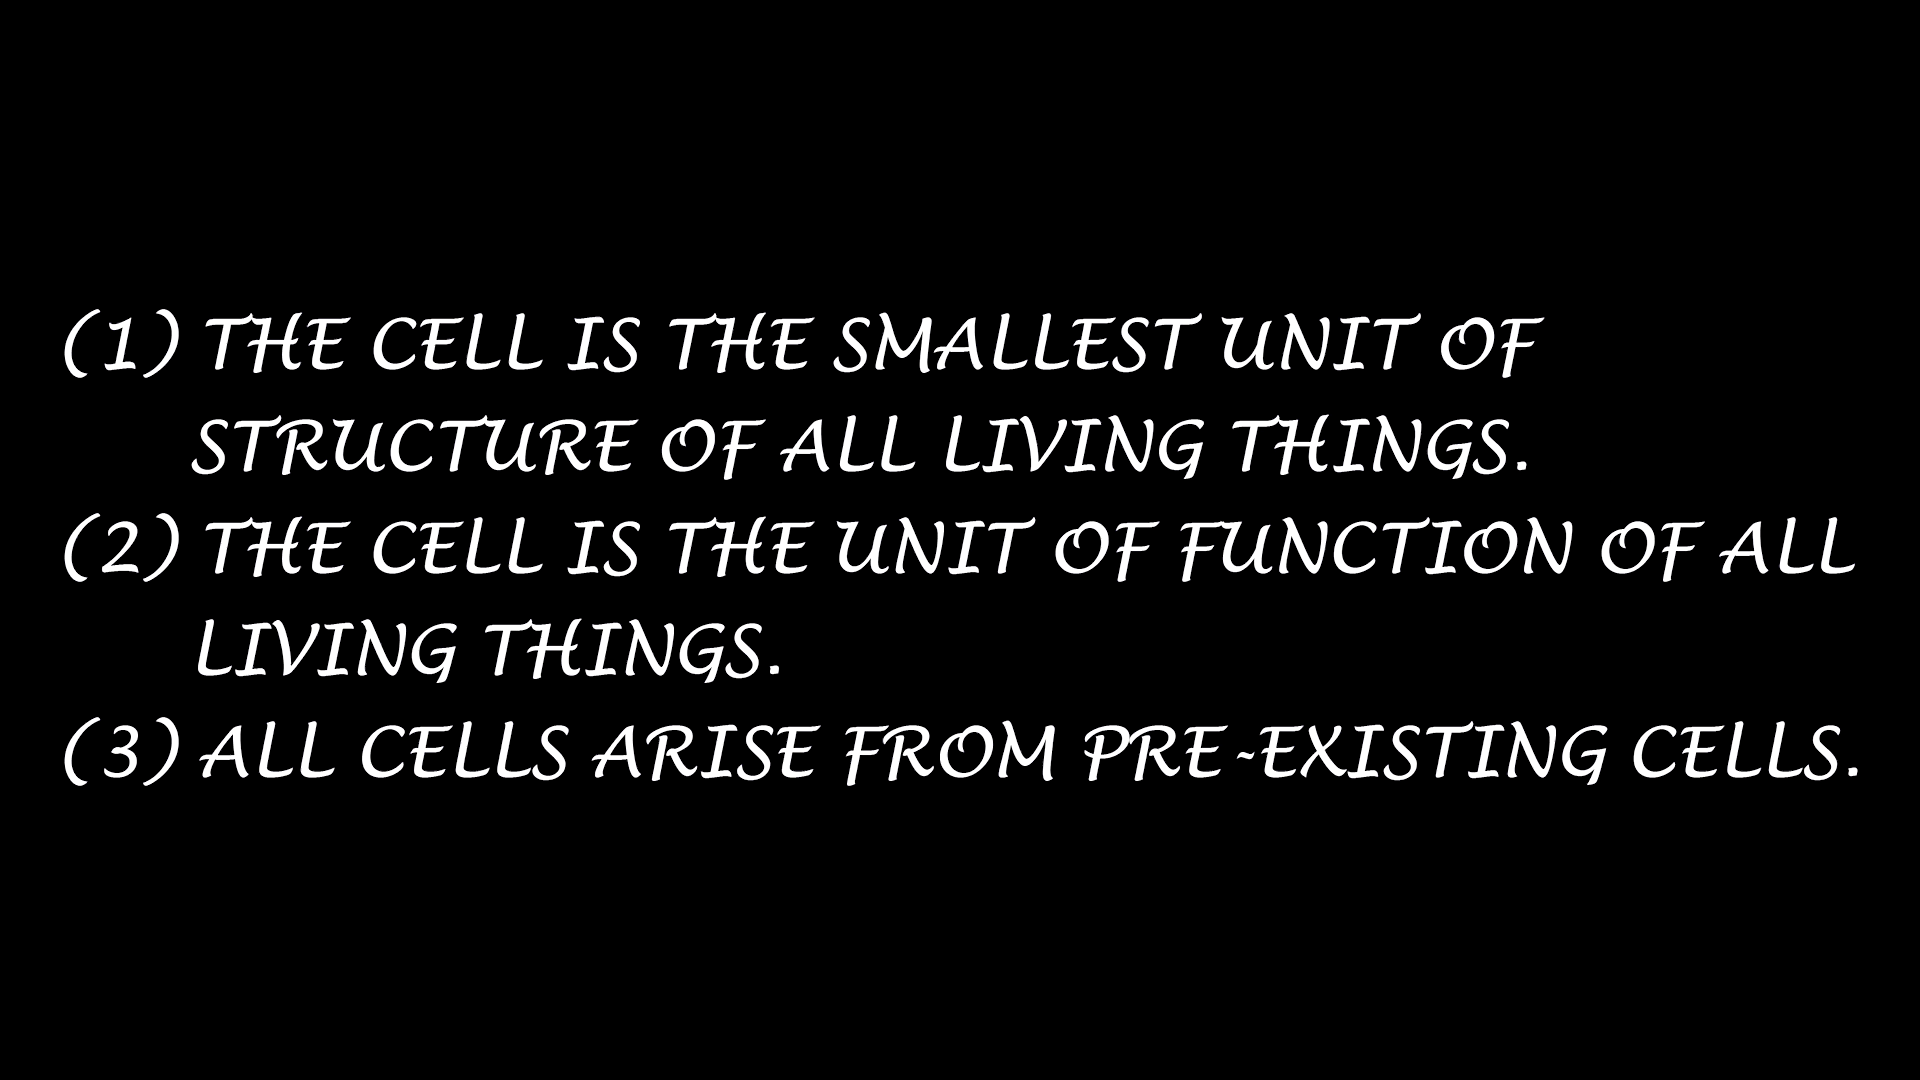 (1) THE CELL IS THE SMALLEST UNIT OF
STRUCTURE OF ALL LIVING THINGS.
(2) THE CELL IS THE UNIT OF FUNCTION OF ALL
LIVING THINGS.
(3) ALL CELLS ARISE FROM PRE-EXISTING CELLS.